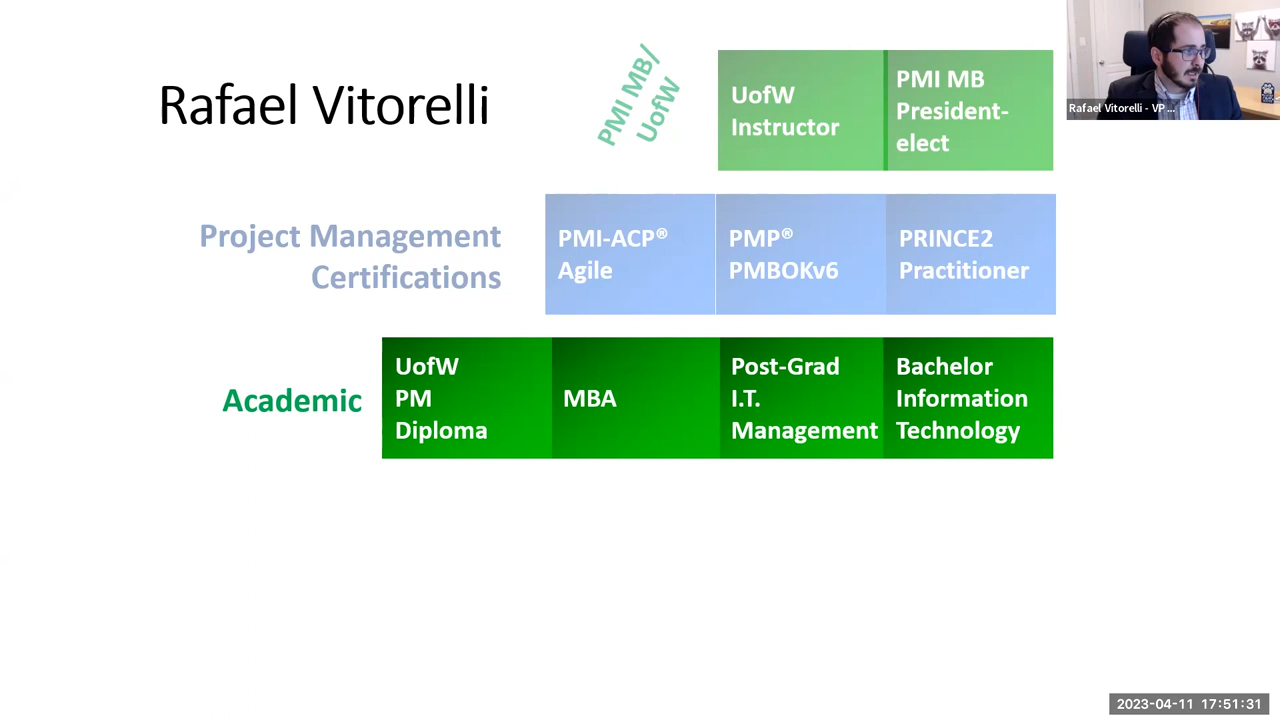 Rafael Vitorelli
PMI MB/
UofW
UofW
Instructor
PMI MB
President-
elect
Rafael Vitorelli - VP ...
Project Management
Certifications
PMI-ACP®
Agile
PMP®
PMBOKv6
PRINCE2
Practitioner
Academic
UofW
PM
Diploma
MBA
Post-Grad
I.T.
Management
Bachelor
Information
Technology
2023-04-11 17:51:31